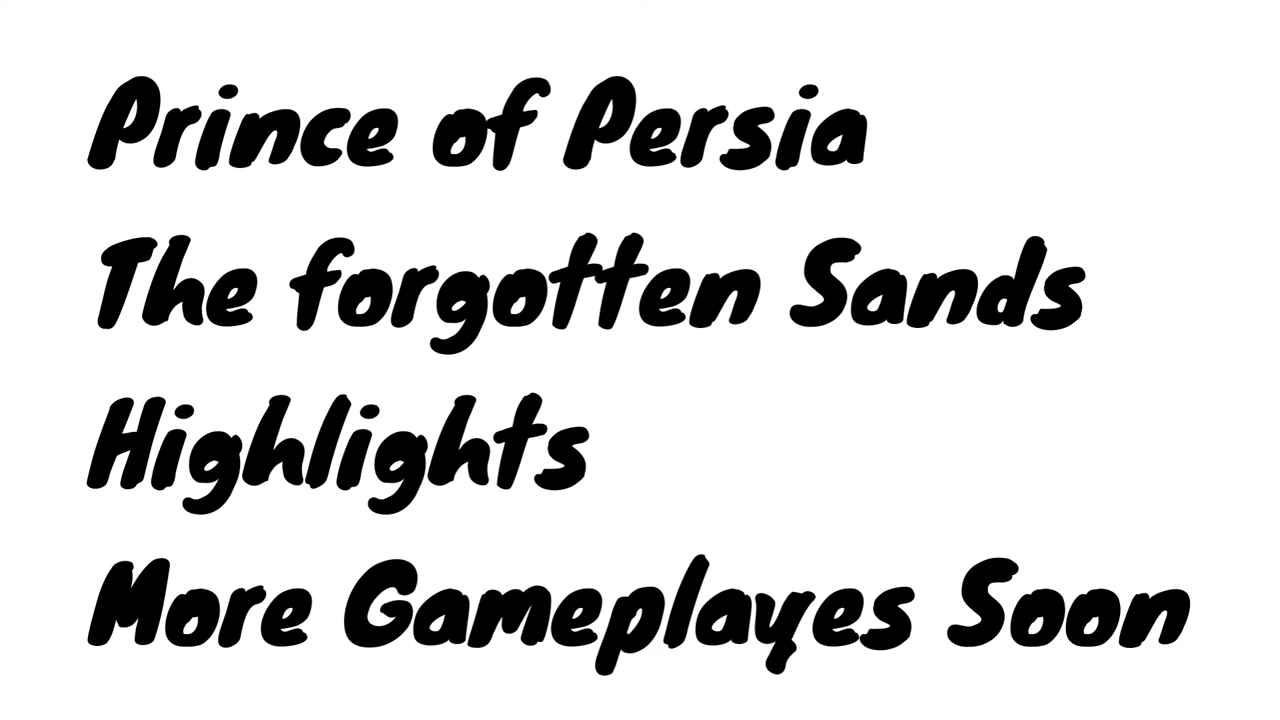 Prince of Persia
The forgotten Sands
Highlights
More Gameplayes Soon